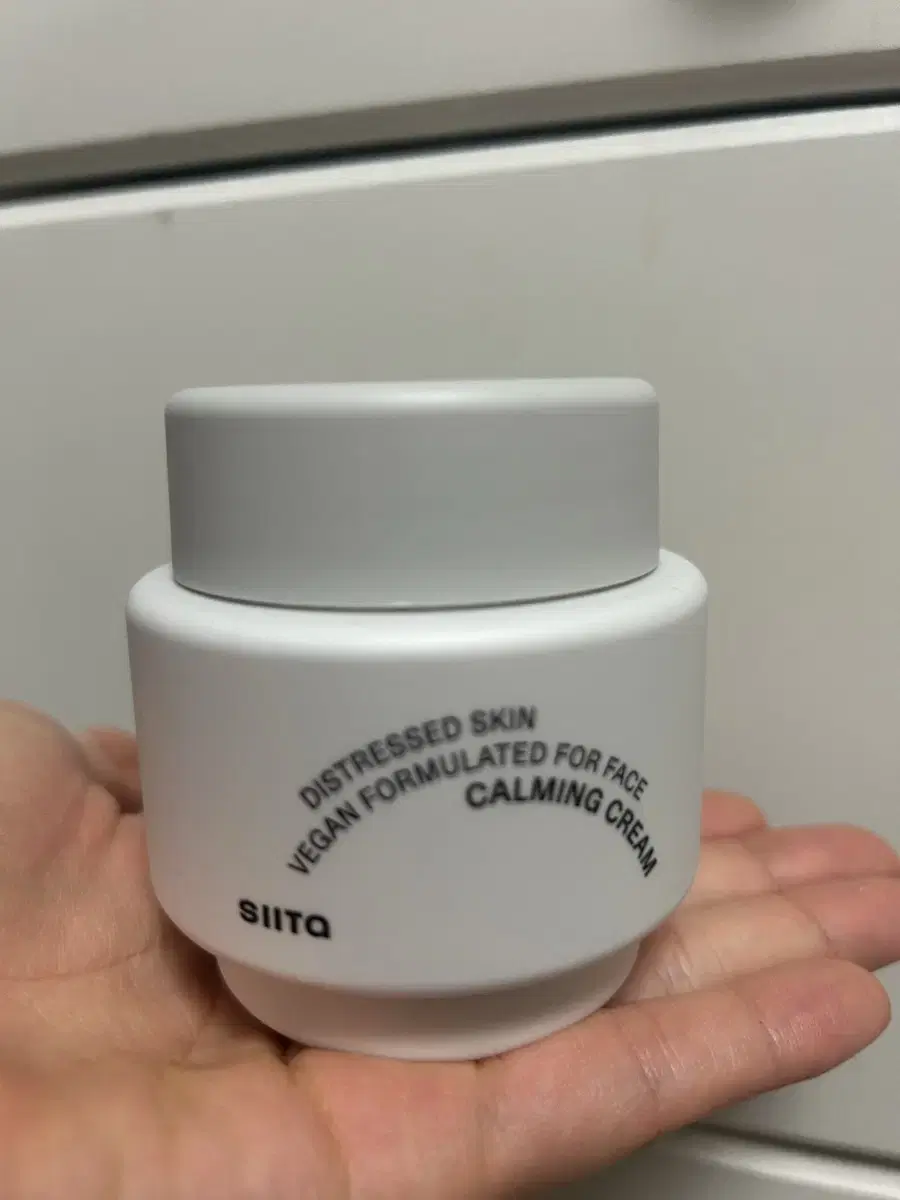 DISTRESSED SKIN
VEGAN FORMULATED FOR FACE
CALMING CREAM
SIITA